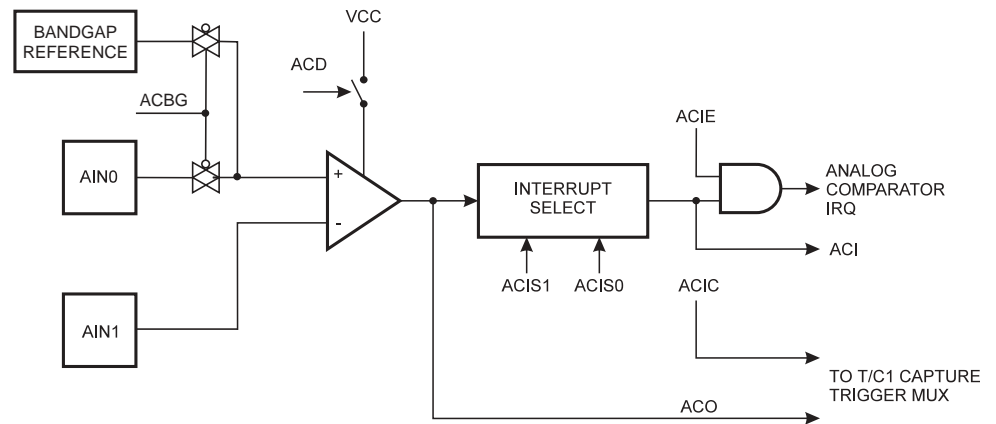 BANDGAP
REFERENCE
VCC
ACD
ACBG
ACIE
AIN0
+
-
INTERRUPT
SELECT
ANALOG
COMPARATOR
IRQ
ACI
ACIS1
ACIS0
ACIC
AIN1
TO T/C1 CAPTURE
TRIGGER MUX
ACO